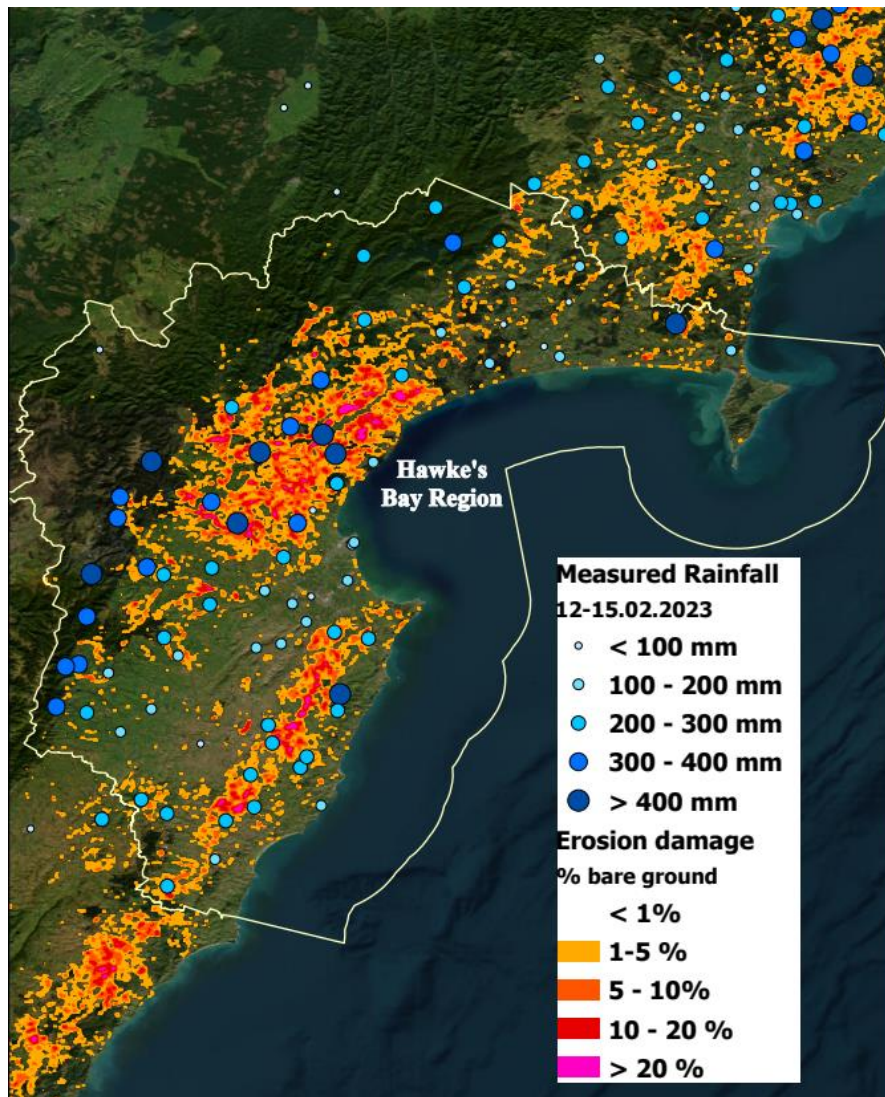 Hawke's
Bay Region
Measured Rainfall
12-15.02.2023
< 100 mm
100 - 200 mm
200 - 300 mm
300 - 400 mm
> 400 mm
Erosion damage
% bare ground
< 1%
1-5 %
5 - 10%
10 - 20 %
> 20 %